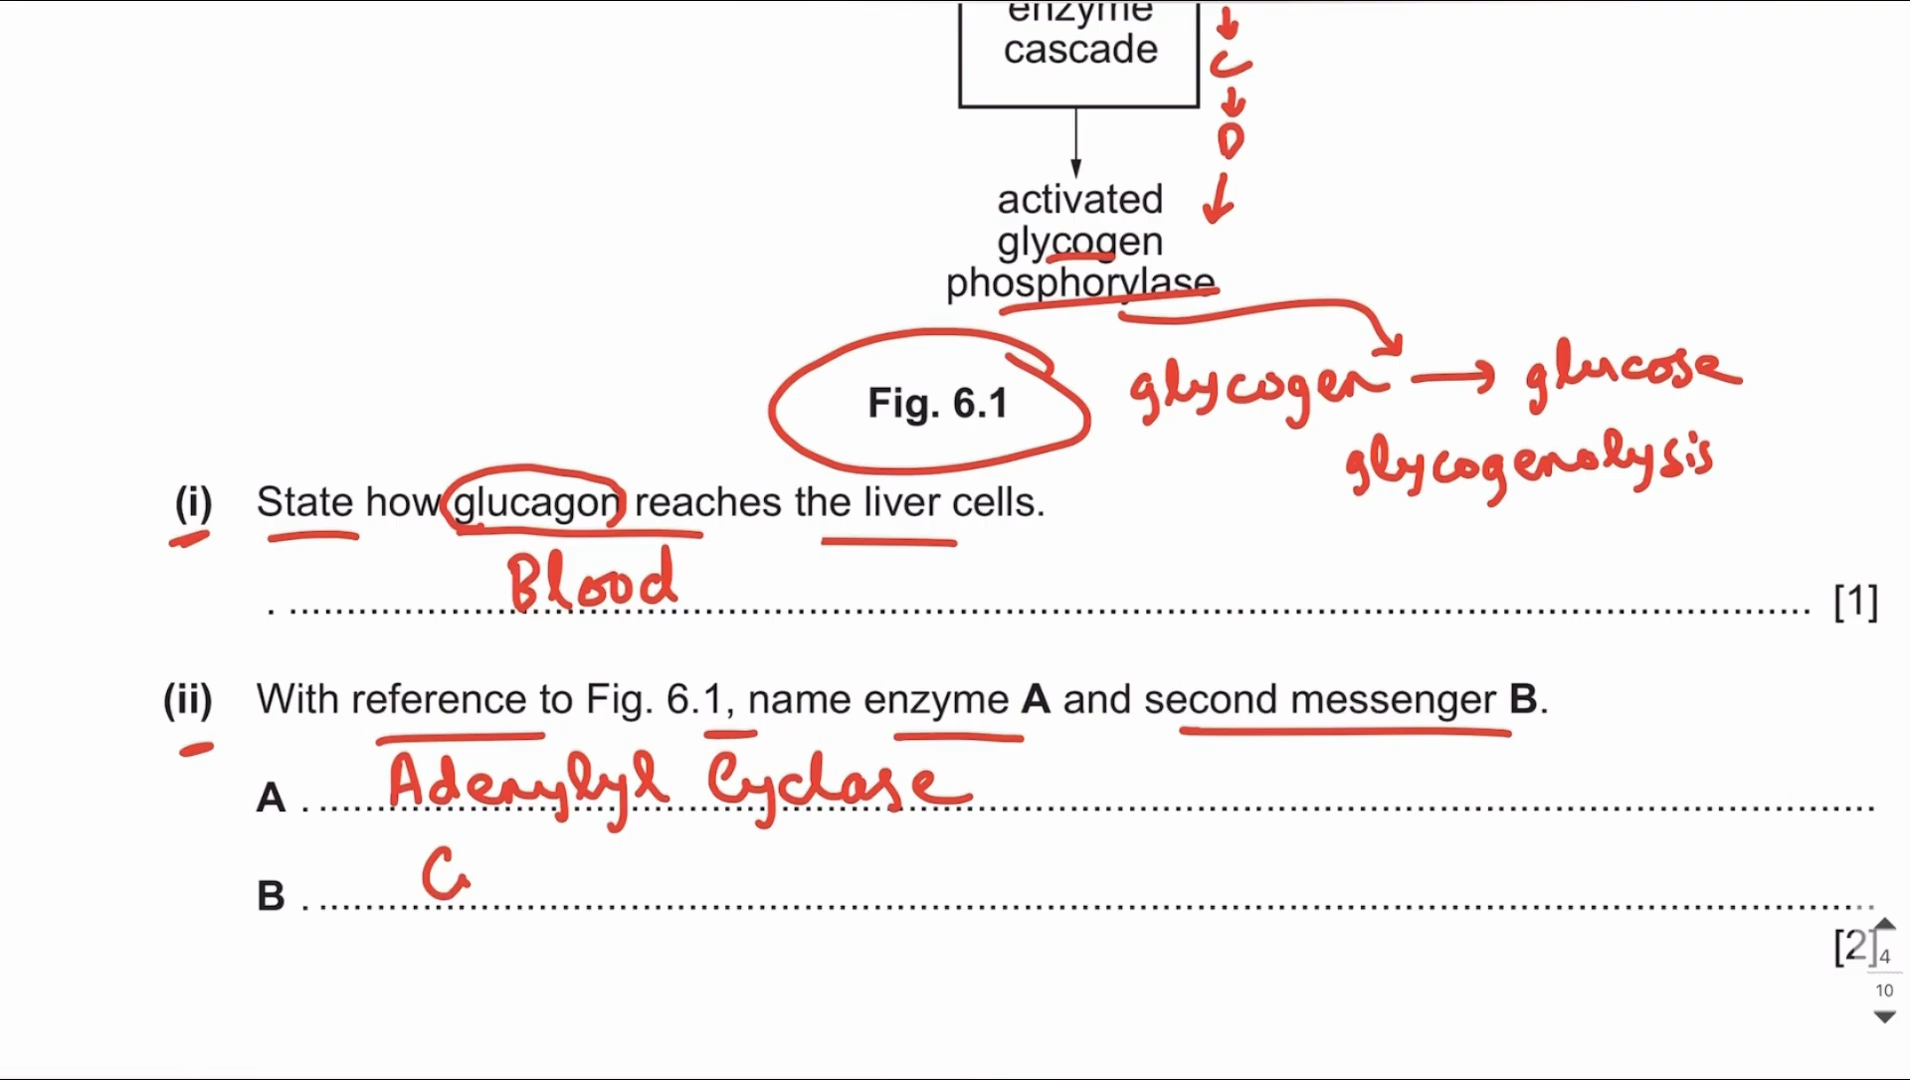 enzyme
cascade
C
D
activated
glycogen
phosphorylase
Fig. 6.1
glycogen → glucose
glycogenolysis
(i) State how glucagon reaches the liver cells.
Blood
. .......... [1]
(ii) With reference to Fig. 6.1, name enzyme A and second messenger B.
A . Adenylyl Cyclase
B . C
[2]
4
10